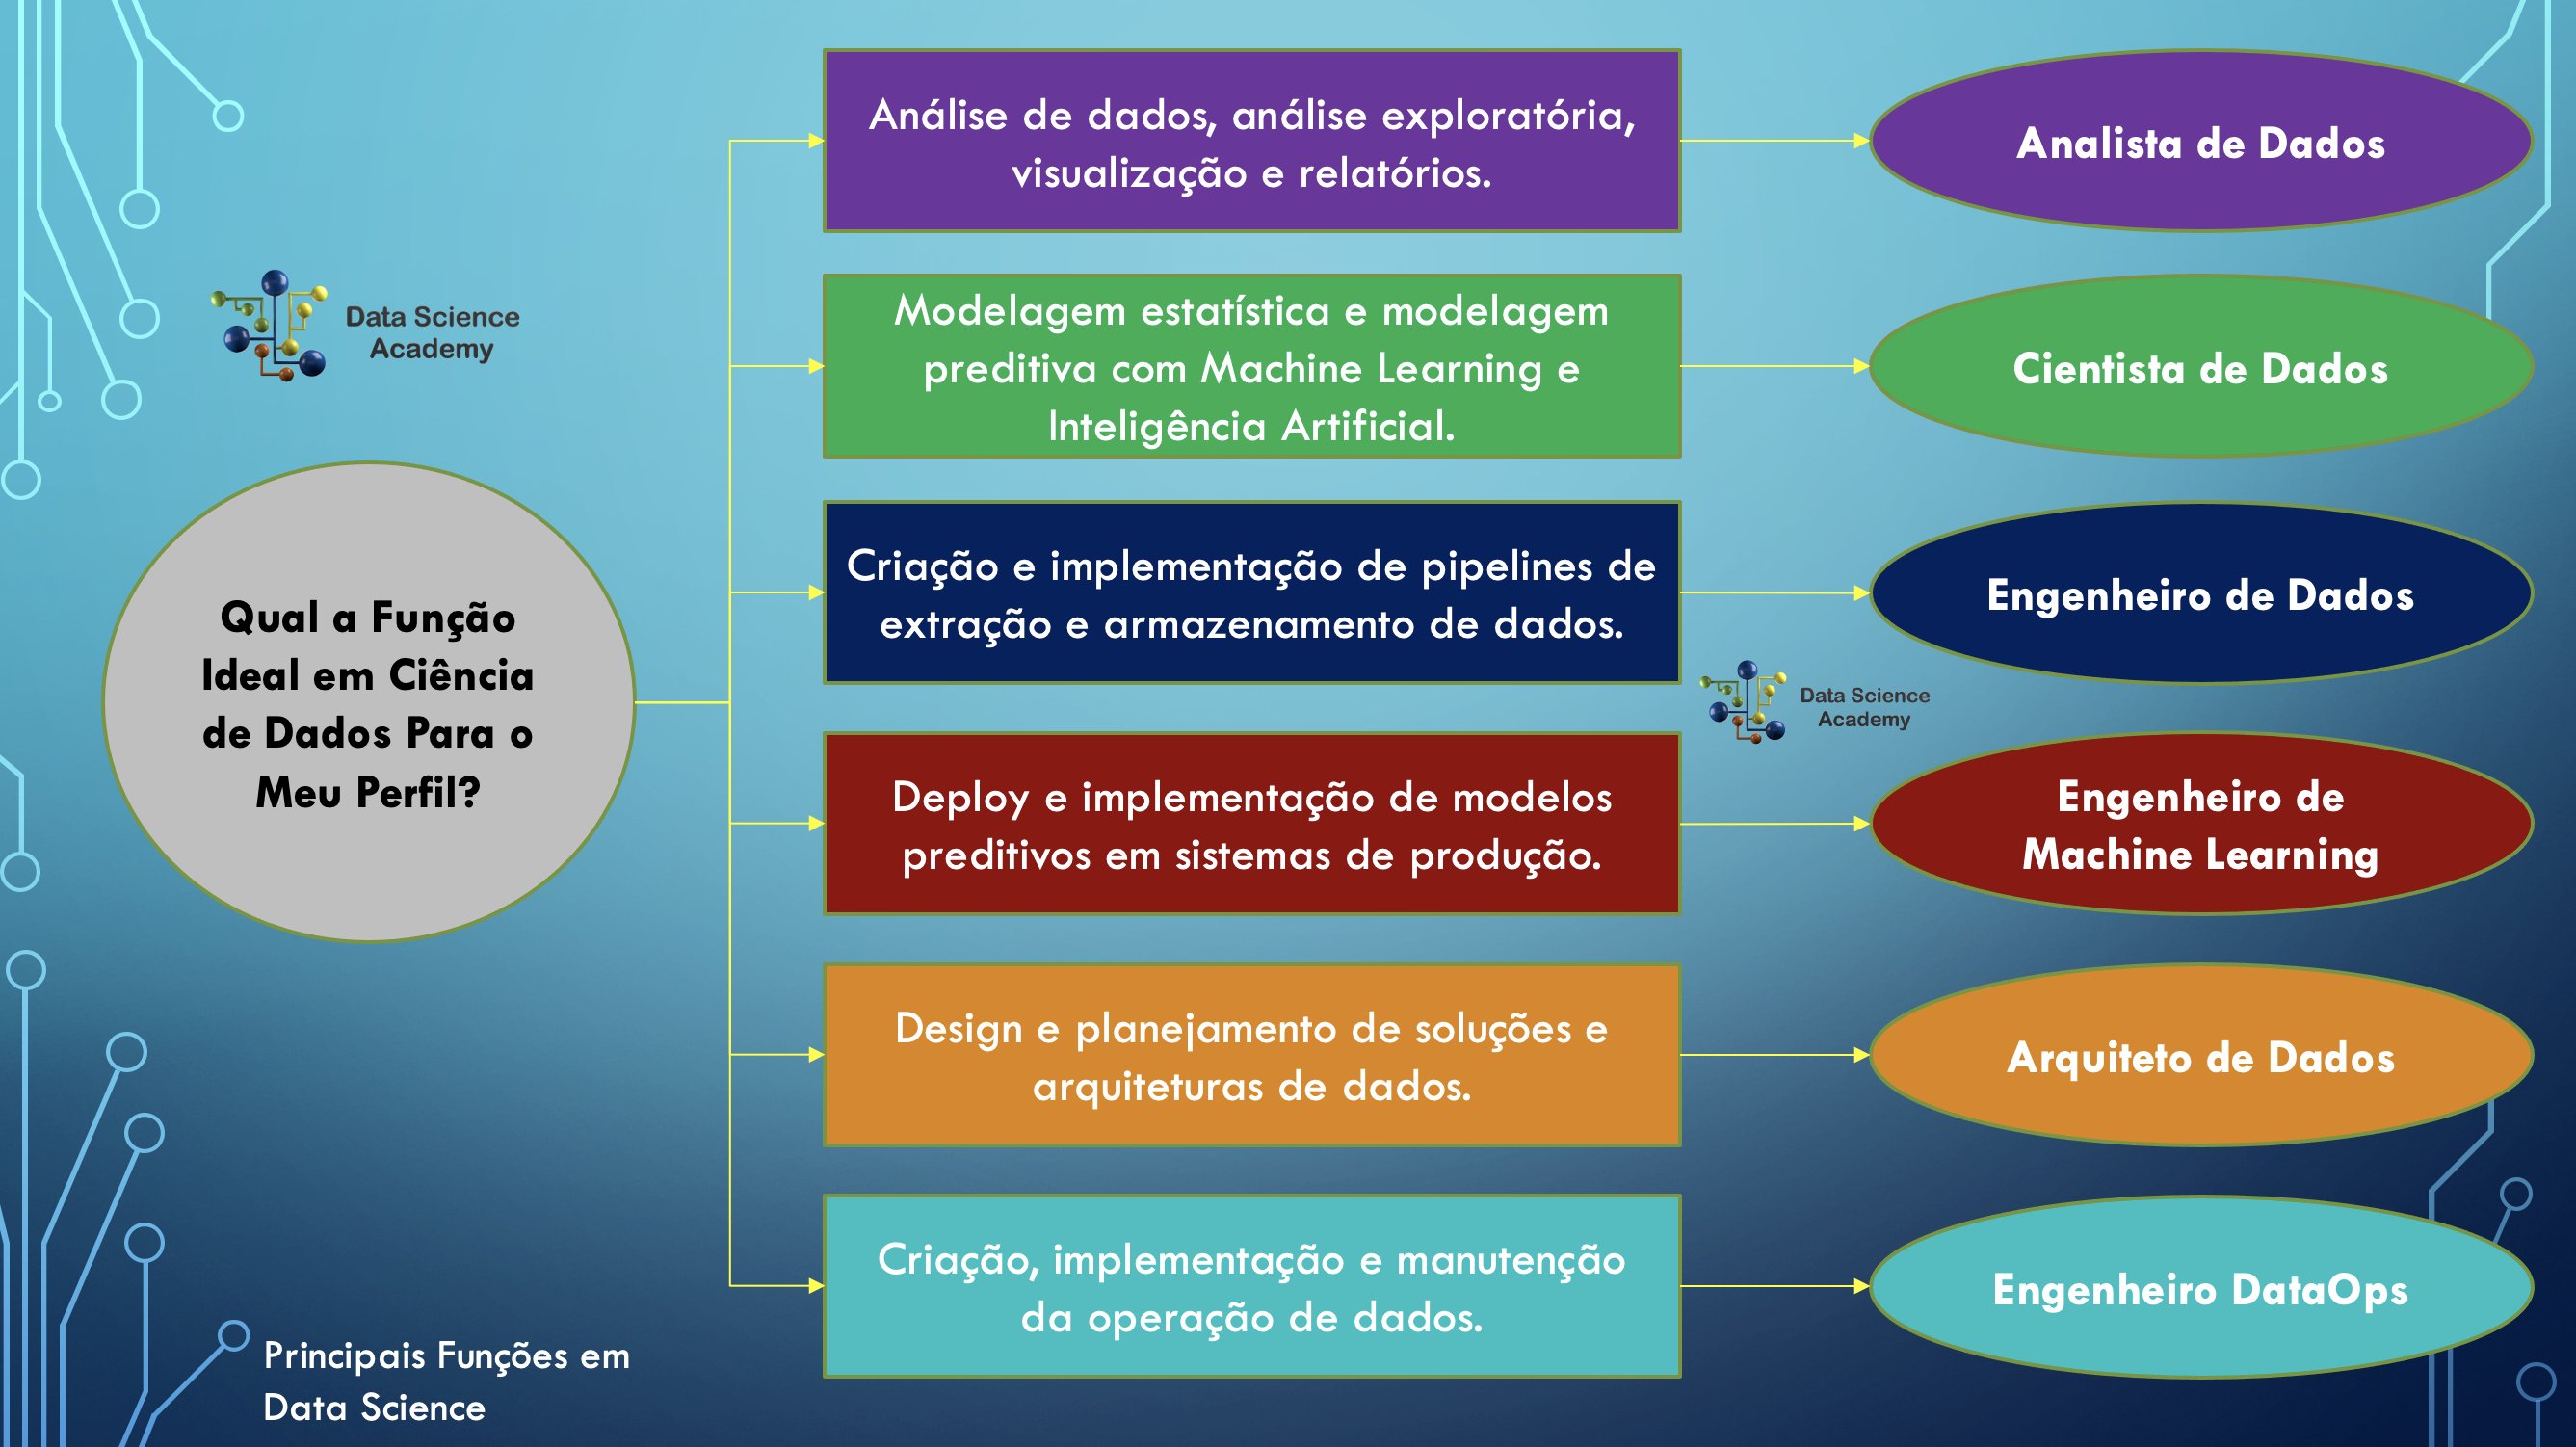 Data Science
Academy
Qual a Função
Ideal em Ciência
de Dados Para o
Meu Perfil?
Análise de dados, análise exploratória,
visualização e relatórios.
Analista de Dados
Modelagem estatística e modelagem
preditiva com Machine Learning e
Inteligência Artificial.
Cientista de Dados
Criação e implementação de pipelines de
extração e armazenamento de dados.
Engenheiro de Dados
Data Science
Academy
Deploy e implementação de modelos
preditivos em sistemas de produção.
Engenheiro de
Machine Learning
Design e planejamento de soluções e
arquiteturas de dados.
Arquiteto de Dados
Criação, implementação e manutenção
da operação de dados.
Engenheiro DataOps
Principais Funções em
Data Science